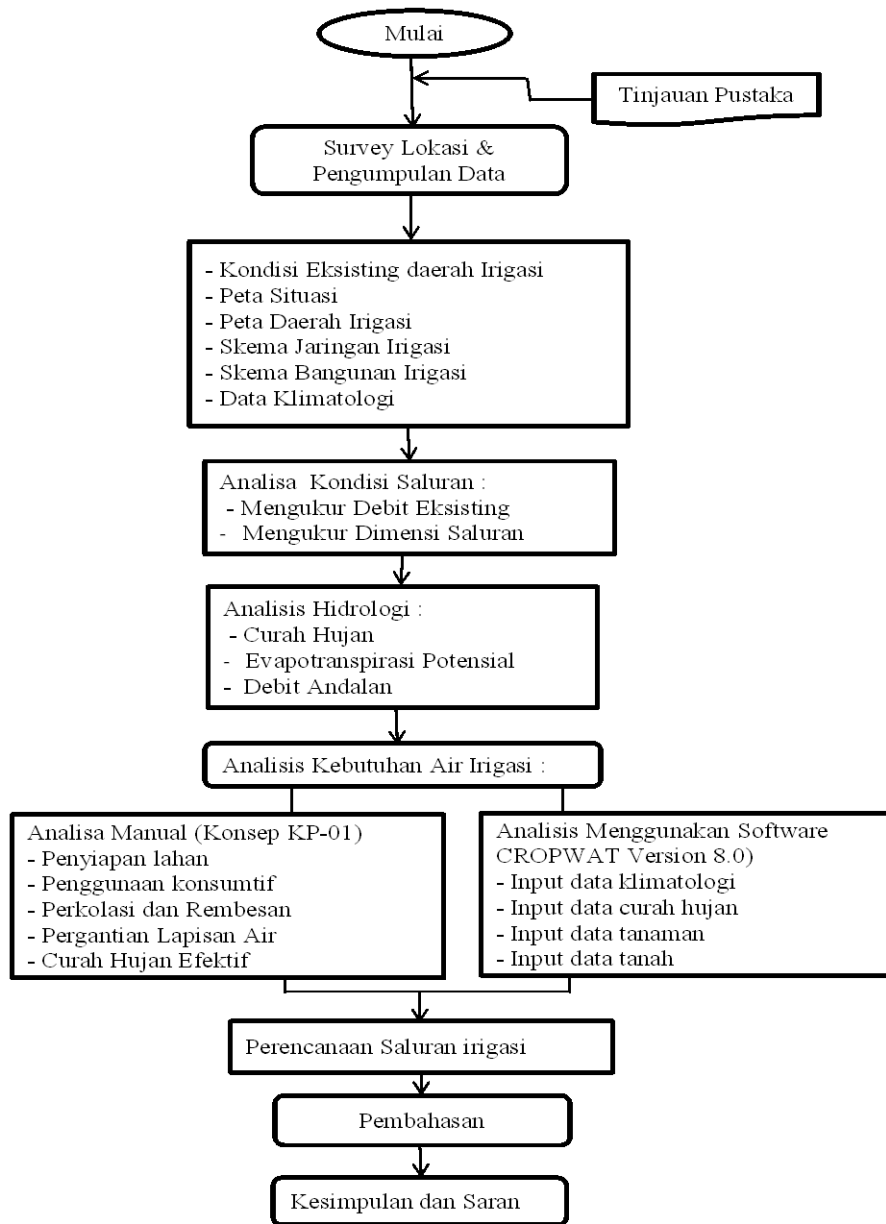 Mulai
Tinjauan Pustaka
Survey Lokasi &
Pengumpulan Data
- Kondisi Eksisting daerah Irigasi
- Peta Situasi
- Peta Daerah Irigasi
- Skema Jaringan Irigasi
- Skema Bangunan Irigasi
- Data Klimatologi
Analisa Kondisi Saluran :
- Mengukur Debit Eksisting
- Mengukur Dimensi Saluran
Analisis Hidrologi :
- Curah Hujan
- Evapotranspirasi Potensial
- Debit Andalan
Analisis Kebutuhan Air Irigasi :
Analisa Manual (Konsep KP-01)
- Penyiapan lahan
- Penggunaan konsumtif
- Perkolasi dan Rembesan
- Pergantian Lapisan Air
- Curah Hujan Efektif
Analisis Menggunakan Software
CROPWAT Version 8.0)
- Input data klimatologi
- Input data curah hujan
- Input data tanaman
- Input data tanah
Perencanaan Saluran irigasi
Pembahasan
Kesimpulan dan Saran